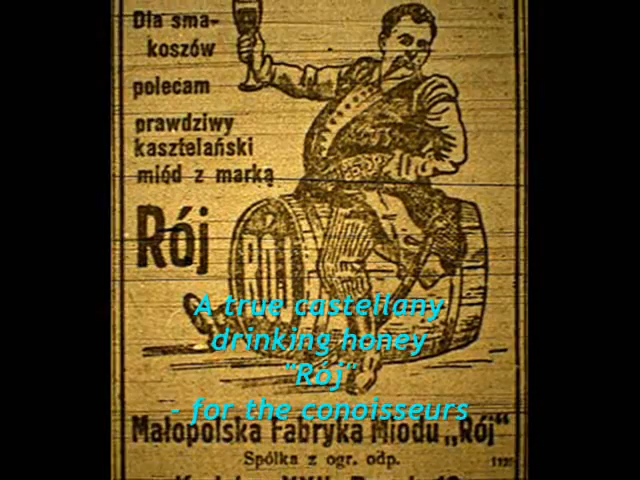 Dla sma-
koszów
polecam
prawdziwy
kasztelański
miód z marką
Rój
RÓJ
A true castellany
drinking honey
"Rój"
- for the conoisseurs
Małopolska Fabryka Miodu „Rój"
Spółka z ogr. odp.